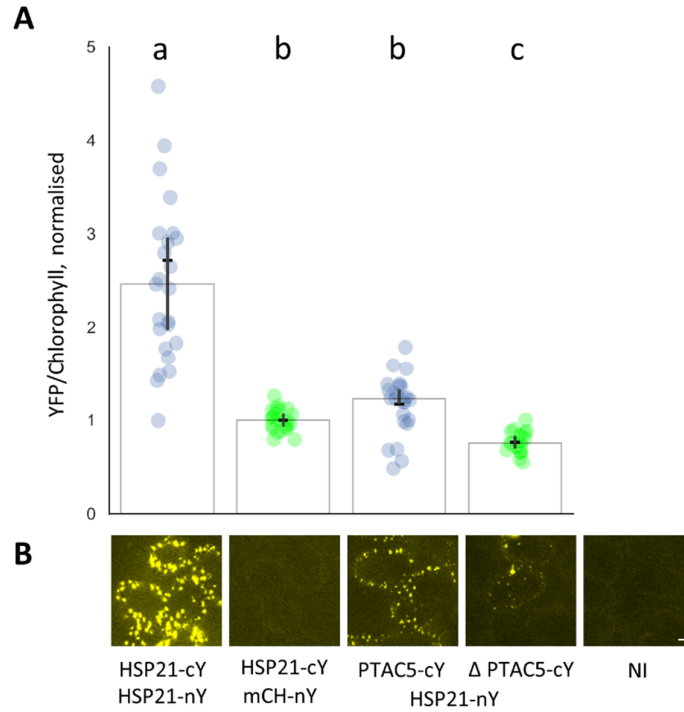 A
a b b c
5
4
3
2
1
0
YFP/Chlorophyll, normalised
B
HSP21-cY HSP21-cY PTAC5-cY Δ PTAC5-cY NI
HSP21-nY mCH-nY HSP21-nY